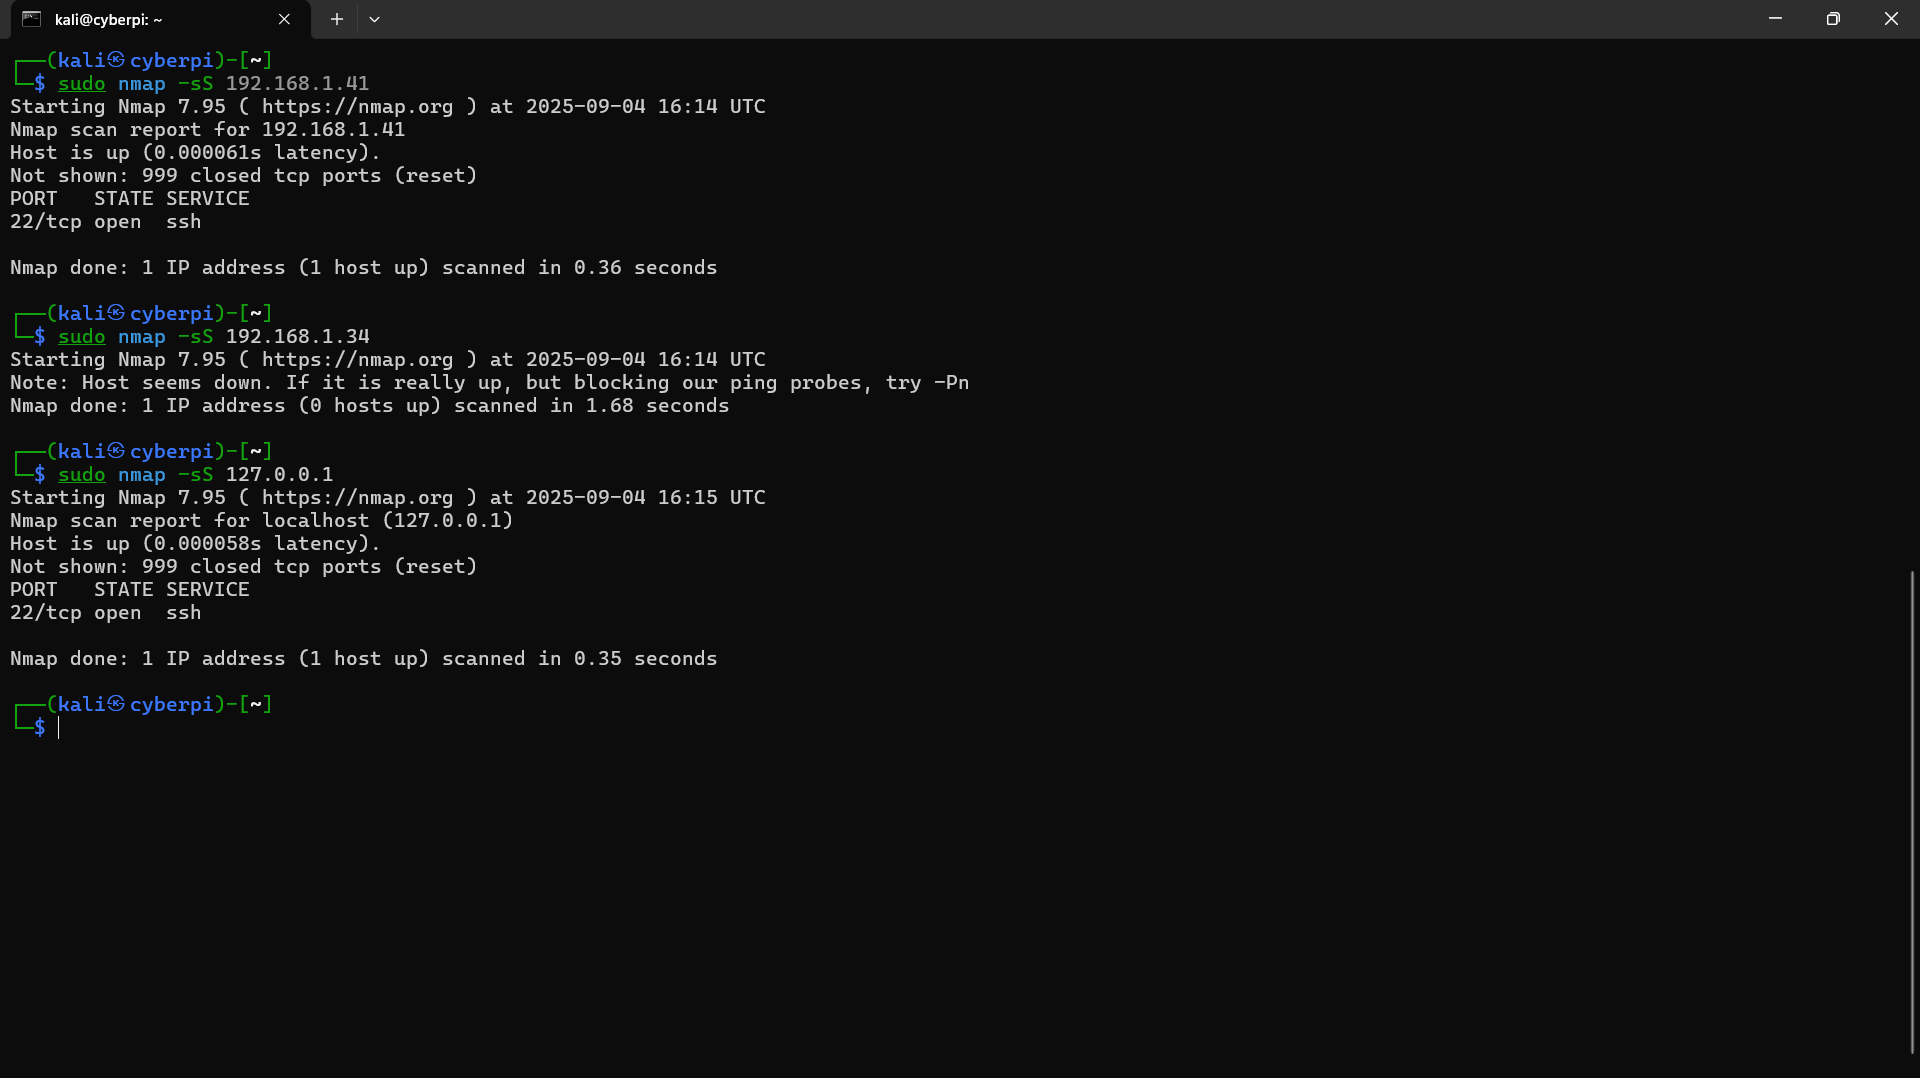 kali@cyberpi: ~
┌──(kali㉿cyberpi)-[~]
└─$ sudo nmap -sS 192.168.1.41
Starting Nmap 7.95 ( https://nmap.org ) at 2025-09-04 16:14 UTC
Nmap scan report for 192.168.1.41
Host is up (0.000061s latency).
Not shown: 999 closed tcp ports (reset)
PORT   STATE SERVICE
22/tcp open  ssh
Nmap done: 1 IP address (1 host up) scanned in 0.36 seconds
┌──(kali㉿cyberpi)-[~]
└─$ sudo nmap -sS 192.168.1.34
Starting Nmap 7.95 ( https://nmap.org ) at 2025-09-04 16:14 UTC
Note: Host seems down. If it is really up, but blocking our ping probes, try -Pn
Nmap done: 1 IP address (0 hosts up) scanned in 1.68 seconds
┌──(kali㉿cyberpi)-[~]
└─$ sudo nmap -sS 127.0.0.1
Starting Nmap 7.95 ( https://nmap.org ) at 2025-09-04 16:15 UTC
Nmap scan report for localhost (127.0.0.1)
Host is up (0.000058s latency).
Not shown: 999 closed tcp ports (reset)
PORT   STATE SERVICE
22/tcp open  ssh
Nmap done: 1 IP address (1 host up) scanned in 0.35 seconds
┌──(kali㉿cyberpi)-[~]
└─$